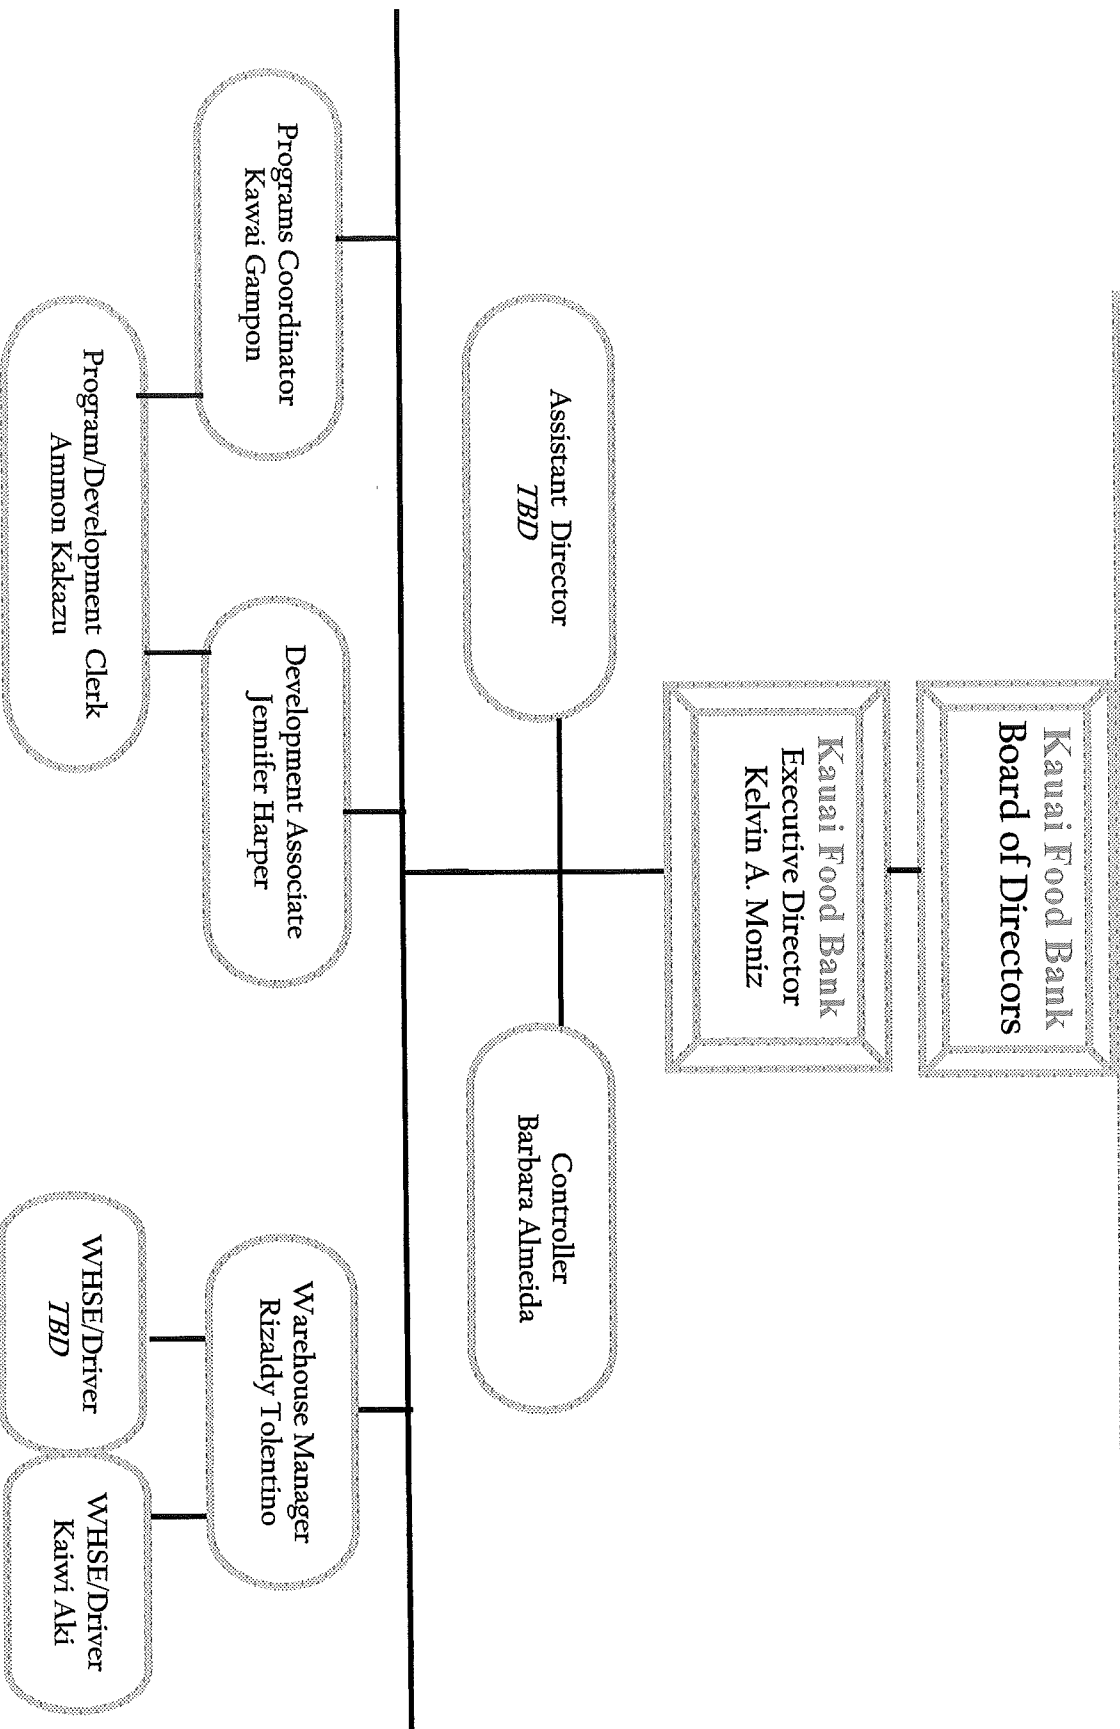 Kauai Food Bank
Board of Directors
Kauai Food Bank
Executive Director
Kelvin A. Moniz
Assistant Director
TBD
Controller
Barbara Almeida
Programs Coordinator
Kawai Gampon
Development Associate
Jennifer Harper
Warehouse Manager
Rizaldy Tolentino
Program/Development Clerk
Ammon Kakazu
WHSE/Driver
TBD
WHSE/Driver
Kaiwi Aki